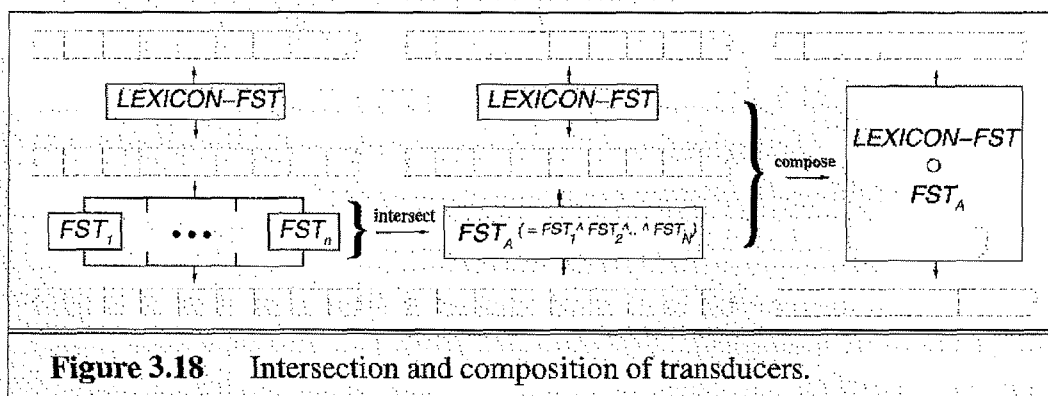 LEXICON–FST
LEXICON–FST
LEXICON–FST
○
FST_A
compose
FST_1
• • •
FST_n
intersect
FST_A (= FST_1 ^ FST_2 ^ .. ^ FST_N)
Figure 3.18 Intersection and composition of transducers.